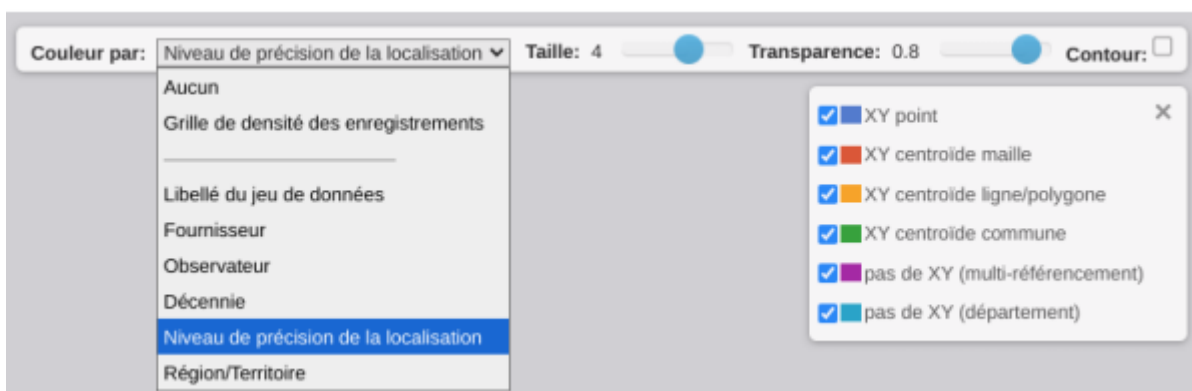 Couleur par: Niveau de précision de la localisation Taille: 4 Transparence: 0.8 Contour:
Aucun
Grille de densité des enregistrements
Libellé du jeu de données
Fournisseur
Observateur
Décennie
Niveau de précision de la localisation
Région/Territoire
XY point
XY centroïde maille
XY centroïde ligne/polygone
XY centroïde commune
pas de XY (multi-référencement)
pas de XY (département)